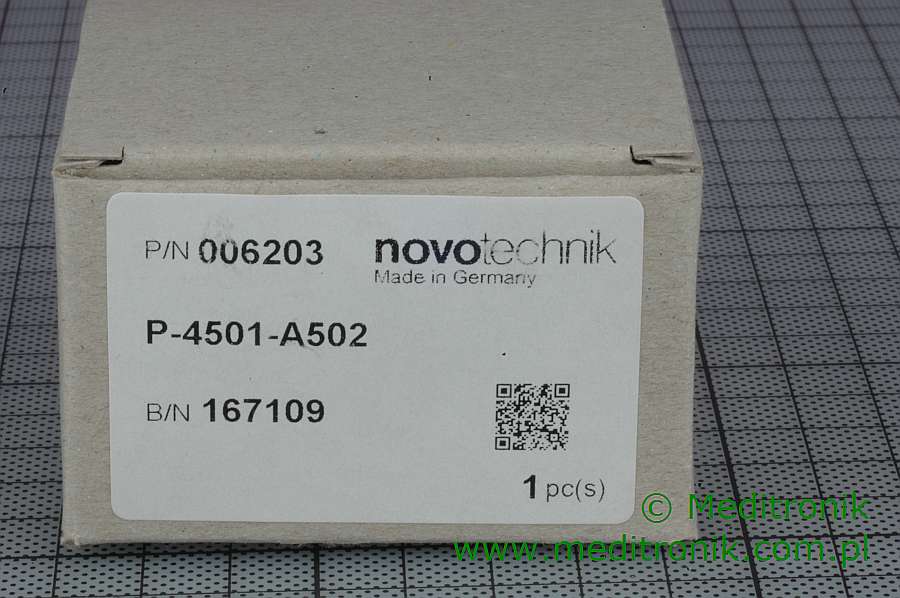 P/N 006203 novotechnik
Made in Germany
P-4501-A502
B/N 167109
1 pc(s)
© Meditronik
www.meditronik.com.pl